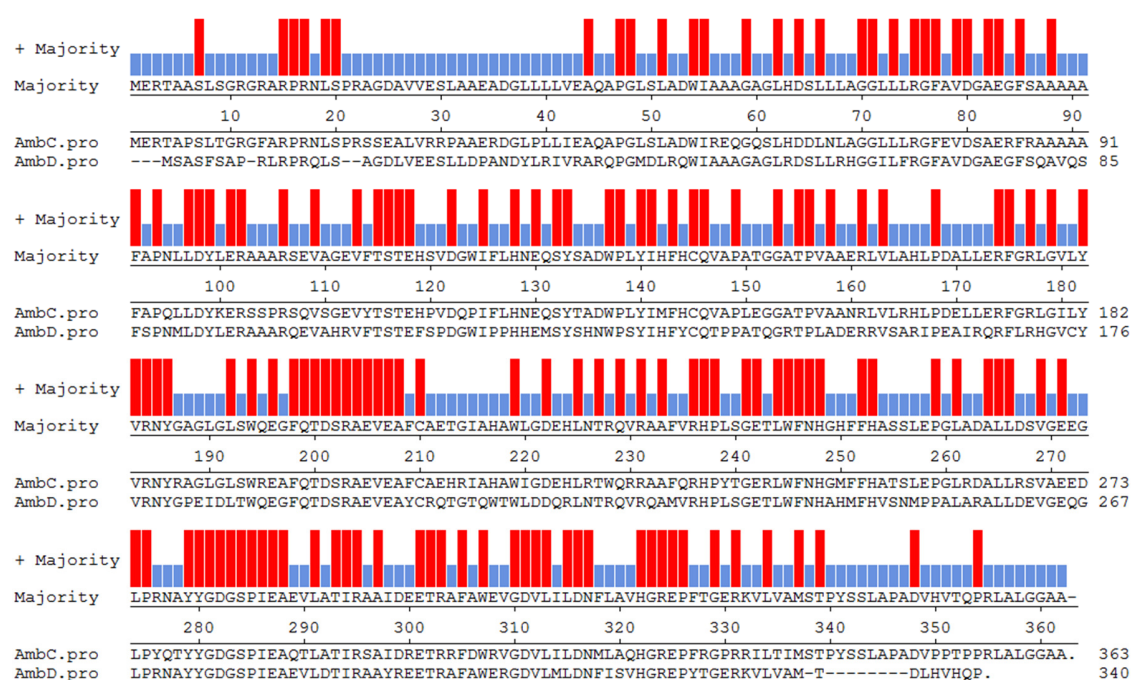 + Majority
Majority MERTAASLSGRGRARPRNLSPRAGDAVVESLAAEADGLLLLVEAQAPGLSLADWIAAAGAGLHDSLLLAGGLLLRGFAVDGAEGFSAAAAA
10 20 30 40 50 60 70 80 90
AmbC.pro MERTAPSLTGRGFARPRNLSPRSSEALVRRPAAERDGLPLLIEAQAPGLSLADWIREQGQSLHDDLNLAGGLLLRGFEVDSAERFRAAAAA 91
AmbD.pro ---MSASFSAP-RLRPRQLS--AGDLVEESLLDPANDYLRIVRARQPGMDLRQWIAAAGAGLRDSLLRHGGILFRGFAVDGAEGFSQAVQS 85
+ Majority
Majority FAPNLLDYLERAAARSEVAGEVFTSTEHSVDGWIFLHNEQSYSADWPLYIHFHCQVAPATGGATPVAAERLVLAHLPDALLERFGRLGVLY
100 110 120 130 140 150 160 170 180
AmbC.pro FAPQLLDYKERSSPRSQVSGEVYTSTEHPVDQPIFLHNEQSYTADWPLYIMFHCQVAPLEGGATPVAANRLVLRHLPDELLERFGRLGILY 182
AmbD.pro FSPNMLDYLERAAARQEVAHRVFTSTEFSPDGWIPPHHEMSYSHNWPSYIHFYCQTPPATQGRTPLADERRVSARIPEAIRQRFLRHGVCY 176
+ Majority
Majority VRNYGAGLGLSWQEGFQTDSRAEVEAFCAETGIAHAWLGDEHLNTRQVRAAFVRHPLSGETLWFNHGHFFHASSLEPGLADALLDSVGEEG
190 200 210 220 230 240 250 260 270
AmbC.pro VRNYRAGLGLSWREAFQTDSRAEVEAFCAEHRIAHAWIGDEHLRTWQRRAAFQRHPYTGERLWFNHGMFFHATSLEPGLRDALLRSVAEED 273
AmbD.pro VRNYGPEIDLTWQEGFQTDSRAEVEAYCRQTGTQWTWLDDQRLNTRQVRQAMVRHPLSGETLWFNHAHMFHVSNMPPALARALLDEVGEQG 267
+ Majority
Majority LPRNAYYGDGSPIEAEVLATIRAAIDEETRAFAWEVGDVLILDNFLAVHGREPFTGERKVLVAMSTPYSSLAPADVHVTQPRLALGGAA-
280 290 300 310 320 330 340 350 360
AmbC.pro LPYQTYYGDGSPIEAQTLATIRSAIDRETRRFDWRVGDVLILDNMLAQHGREPFRGPRRILTIMSTPYSSLAPADVPPTPPRLALGGAA. 363
AmbD.pro LPRNAYYGDGSPIEAEVLDTIRAAYREETRAFAWERGDVLMLDNFISVHGREPYTGERKVLVAM-T--------DLHVHQP. 340